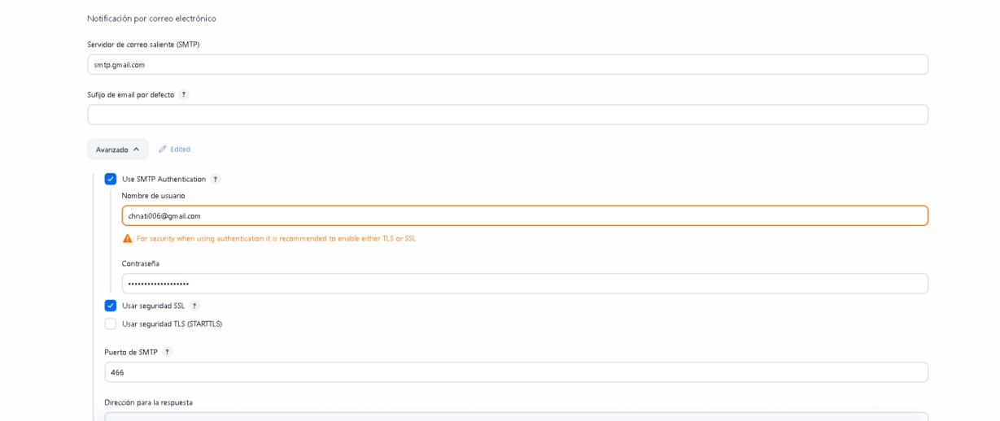 Notificación por correo electrónico
Servidor de correo saliente (SMTP)
smtp.gmail.com
Sufijo de email por defecto ?
Avanzado Edited
Use SMTP Authentication ?
Nombre de usuario
chnati006@gmail.com
For security when using authentication it is recommended to enable either TLS or SSL
Contraseña
•••••••••••••••••••
Usar seguridad SSL ?
Usar seguridad TLS (STARTTLS)
Puerto de SMTP ?
466
Dirección para la respuesta